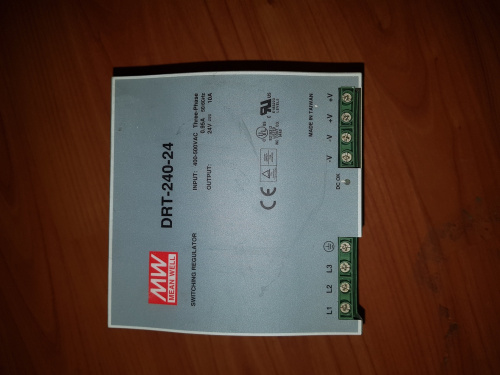 MW
MEAN WELL
DRT-240-24
SWITCHING REGULATOR
INPUT: 400-500VAC Three-Phase
0.85A 50/60Hz
OUTPUT: 24V 10A
CE
MADE IN TAIWAN
DC OK
-V -V +V +V
L1 L2 L3